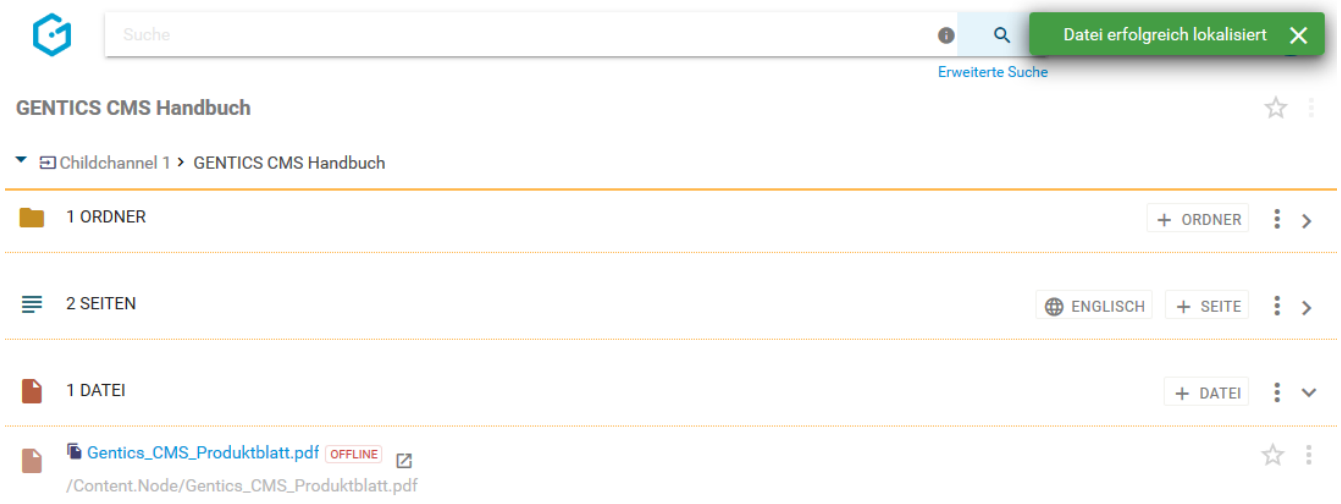 Suche
Datei erfolgreich lokalisiert
Erweiterte Suche
GENTICS CMS Handbuch
Childchannel 1 > GENTICS CMS Handbuch
1 ORDNER + ORDNER
2 SEITEN ENGLISCH + SEITE
1 DATEI + DATEI
Gentics_CMS_Produktblatt.pdf OFFLINE
/Content.Node/Gentics_CMS_Produktblatt.pdf